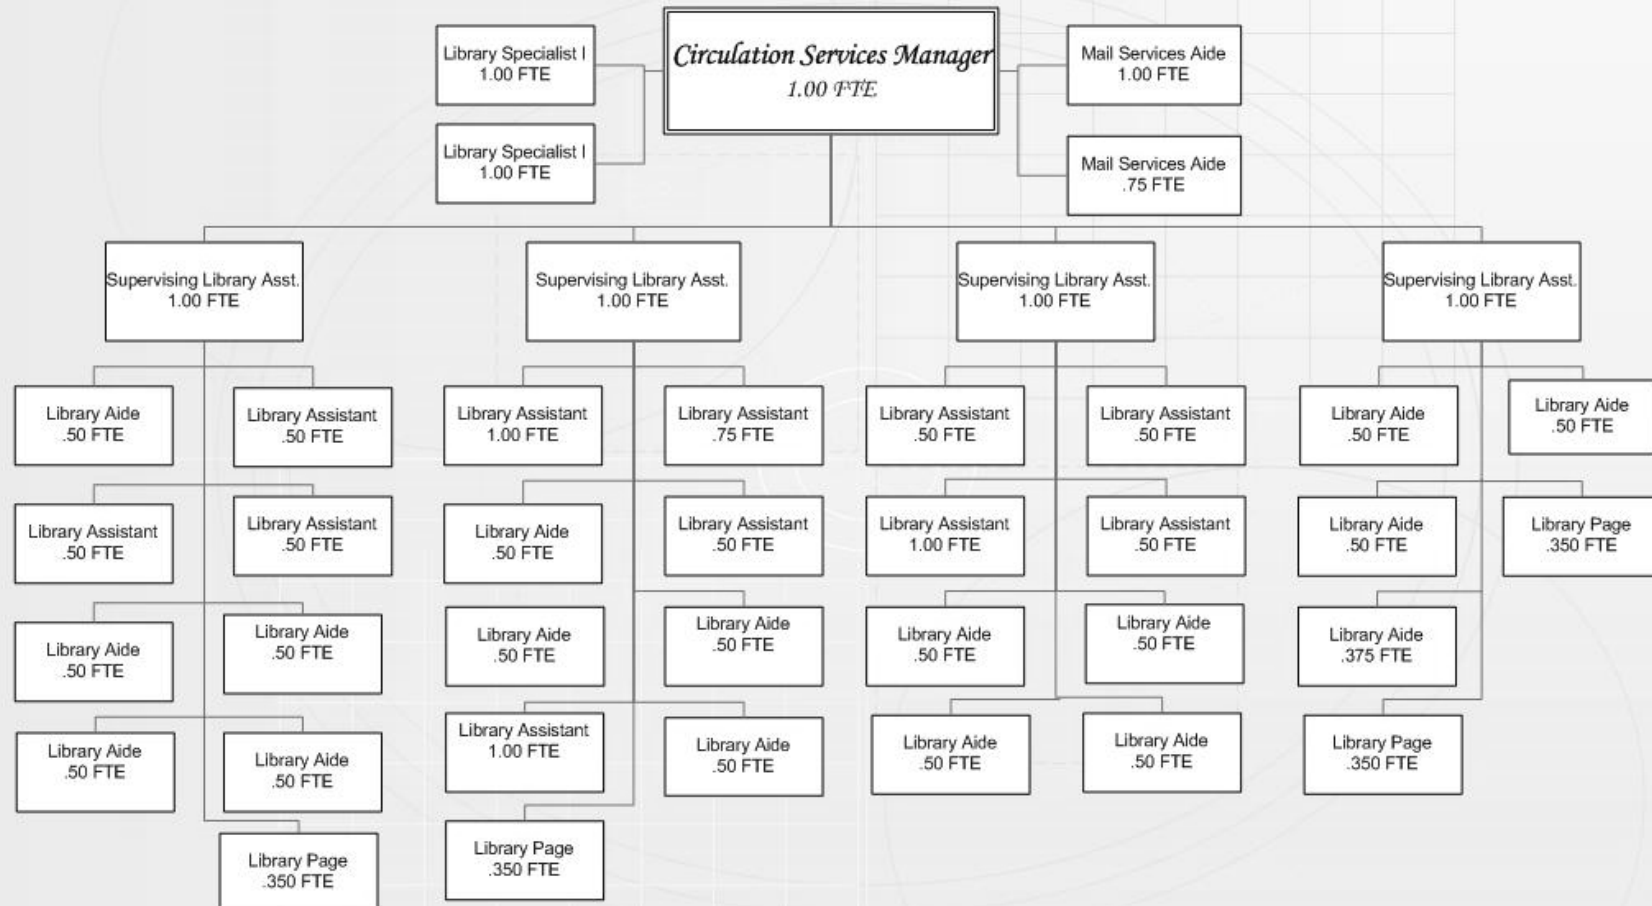 Library Specialist I
1.00 FTE
Circulation Services Manager
1.00 FTE
Mail Services Aide
1.00 FTE
Library Specialist I
1.00 FTE
Mail Services Aide
.75 FTE
Supervising Library Asst.
1.00 FTE
Supervising Library Asst.
1.00 FTE
Supervising Library Asst.
1.00 FTE
Supervising Library Asst.
1.00 FTE
Library Aide
.50 FTE
Library Assistant
.50 FTE
Library Assistant
1.00 FTE
Library Assistant
.75 FTE
Library Assistant
.50 FTE
Library Assistant
.50 FTE
Library Aide
.50 FTE
Library Aide
.50 FTE
Library Assistant
.50 FTE
Library Assistant
.50 FTE
Library Aide
.50 FTE
Library Assistant
.50 FTE
Library Assistant
1.00 FTE
Library Assistant
.50 FTE
Library Aide
.50 FTE
Library Page
.350 FTE
Library Aide
.50 FTE
Library Aide
.50 FTE
Library Aide
.50 FTE
Library Aide
.50 FTE
Library Aide
.50 FTE
Library Aide
.50 FTE
Library Aide
.375 FTE
Library Aide
.50 FTE
Library Aide
.50 FTE
Library Assistant
1.00 FTE
Library Aide
.50 FTE
Library Aide
.50 FTE
Library Aide
.50 FTE
Library Page
.350 FTE
Library Page
.350 FTE
Library Page
.350 FTE